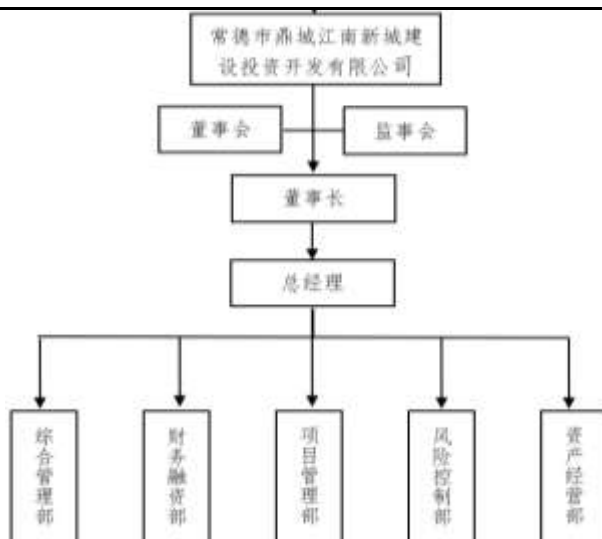 常德市鼎城江南新城建
设投资开发有限公司
董事会
监事会
董事长
总经理
综合管理部
财务融资部
项目管理部
风险控制部
资产经营部